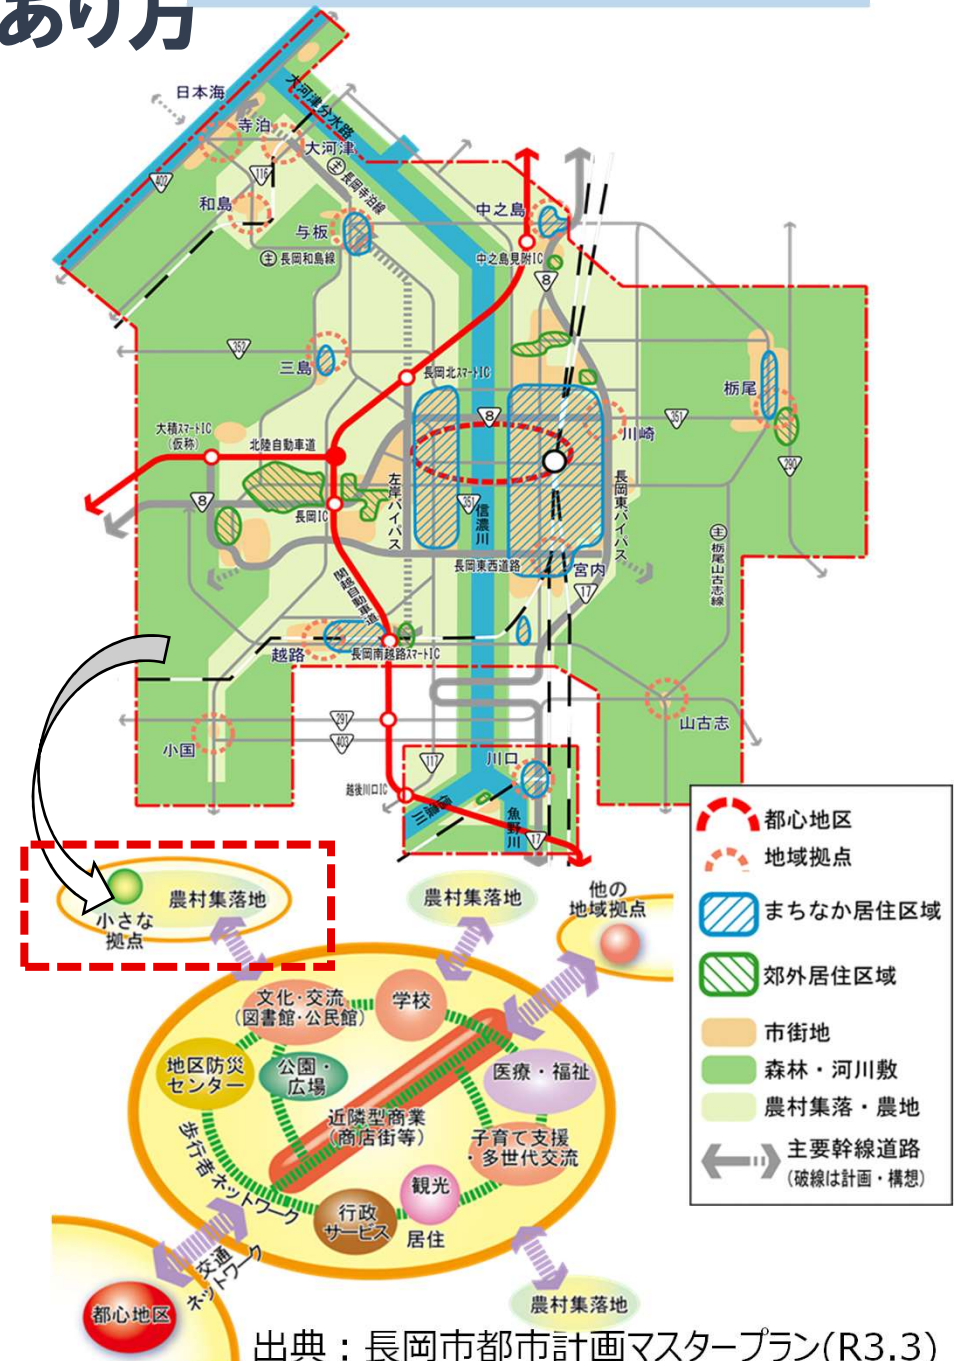 あり方
日本海
大河津分水路
寺泊
大河津
116
402
主 長岡寺泊線
和島
与板
主 長岡和島線
中之島
中之島見附IC
8
352
三島
長岡北スマートIC
栃尾
大積スマートIC
(仮称)
北陸自動車道
8
川崎
351
290
8
長岡IC
左岸バイパス
351
信濃川
長岡東バイパス
長岡東西道路
宮内
17
主 栃尾山古志線
関越自動車道
越路
長岡南越路スマートIC
291
403
小国
山古志
117
川口
越後川口IC
信濃川
魚野川
17
都心地区
地域拠点
まちなか居住区域
郊外居住区域
市街地
森林・河川敷
農村集落・農地
主要幹線道路
(破線は計画・構想)
小さな
拠点
農村集落地
農村集落地
他の
地域拠点
文化・交流
(図書館・公民館)
学校
地区防災
センター
公園・
広場
医療・福祉
近隣型商業
(商店街等)
子育て支援
・多世代交流
歩行者ネットワーク
観光
行政
サービス
居住
交通
ネットワーク
都心地区
農村集落地
出典：長岡市都市計画マスタープラン(R3.3)